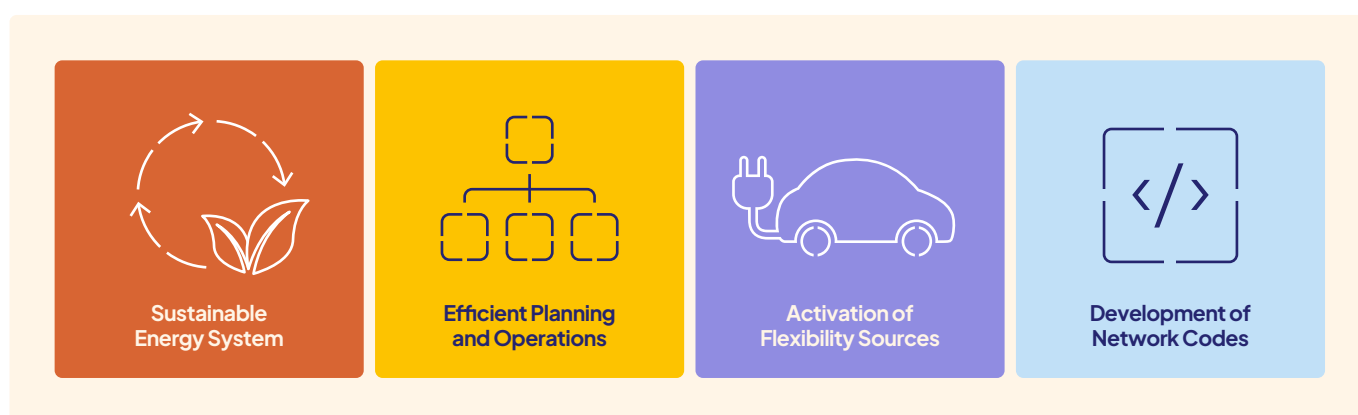 Sustainable
Energy System
Efficient Planning
and Operations
Activation of
Flexibility Sources
</>
Development of
Network Codes